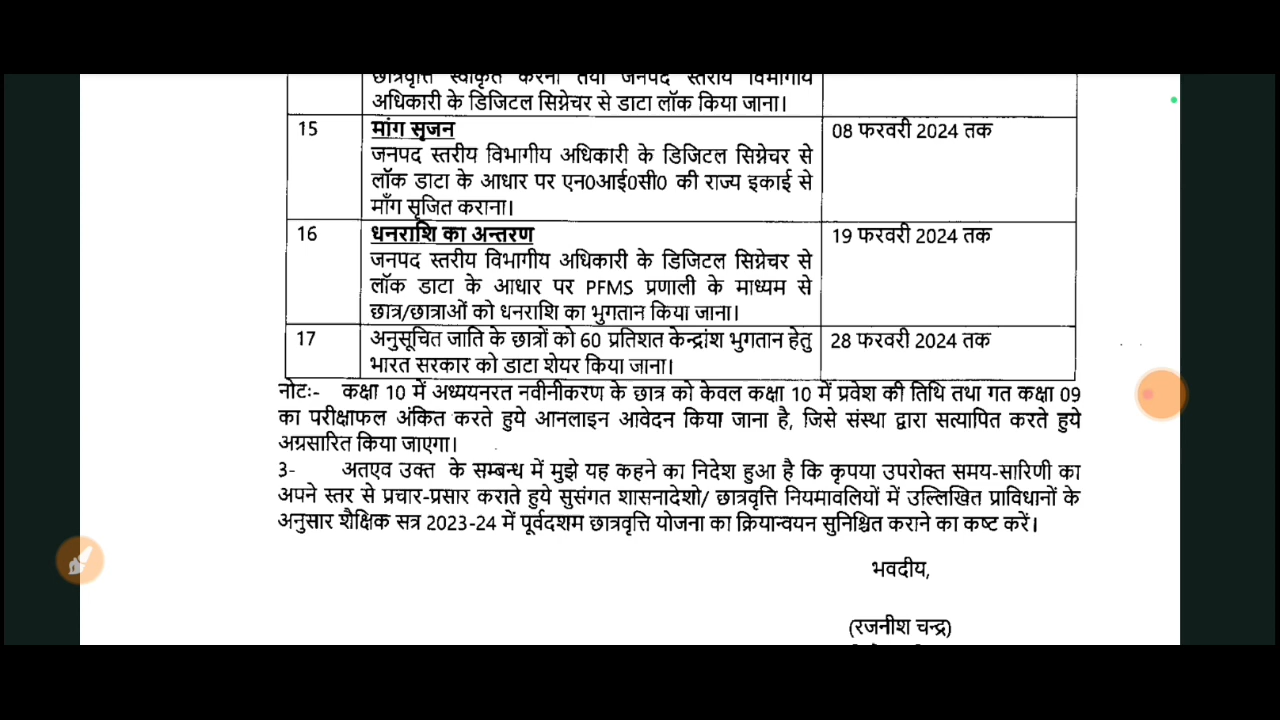 छात्रवृत्ति स्वीकृत करना तथा जनपद स्तरीय विभागीय
अधिकारी के डिजिटल सिग्नेचर से डाटा लॉक किया जाना।
15 मांग सृजन 08 फरवरी 2024 तक
जनपद स्तरीय विभागीय अधिकारी के डिजिटल सिग्नेचर से
लॉक डाटा के आधार पर एन0आई0सी0 की राज्य इकाई से
माँग सृजित कराना।
16 धनराशि का अन्तरण 19 फरवरी 2024 तक
जनपद स्तरीय विभागीय अधिकारी के डिजिटल सिग्नेचर से
लॉक डाटा के आधार पर PFMS प्रणाली के माध्यम से
छात्र/छात्राओं को धनराशि का भुगतान किया जाना।
17 अनुसूचित जाति के छात्रों को 60 प्रतिशत केन्द्रांश भुगतान हेतु 28 फरवरी 2024 तक
भारत सरकार को डाटा शेयर किया जाना।
नोटः- कक्षा 10 में अध्ययनरत नवीनीकरण के छात्र को केवल कक्षा 10 में प्रवेश की तिथि तथा गत कक्षा 09
का परीक्षाफल अंकित करते हुये आनलाइन आवेदन किया जाना है, जिसे संस्था द्वारा सत्यापित करते हुये
अग्रसारित किया जाएगा।
3- अतएव उक्त के सम्बन्ध में मुझे यह कहने का निदेश हुआ है कि कृपया उपरोक्त समय-सारिणी का
अपने स्तर से प्रचार-प्रसार कराते हुये सुसंगत शासनादेशो/ छात्रवृत्ति नियमावलियों में उल्लिखित प्राविधानों के
अनुसार शैक्षिक सत्र 2023-24 में पूर्वदशम छात्रवृत्ति योजना का क्रियान्वयन सुनिश्चित कराने का कष्ट करें।
भवदीय,
(रजनीश चन्द्र)